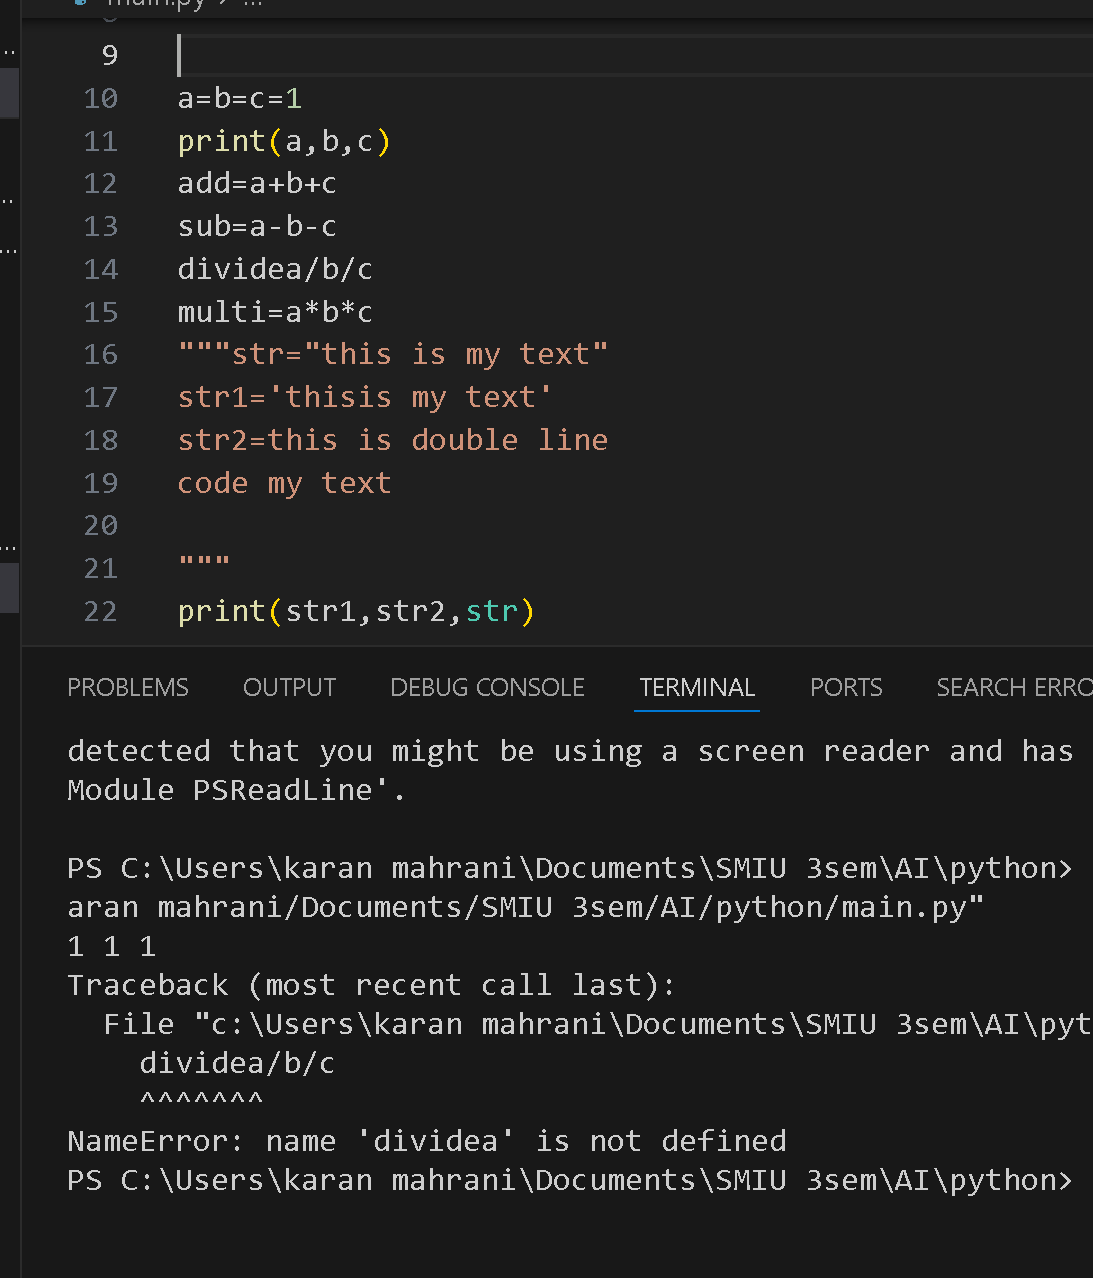 main.py > ...
9
10 a=b=c=1
11 print(a,b,c)
12 add=a+b+c
13 sub=a-b-c
14 dividea/b/c
15 multi=a*b*c
16 """str="this is my text"
17 str1='thisis my text'
18 str2=this is double line
19 code my text
20
21 """
22 print(str1,str2,str)
PROBLEMS OUTPUT DEBUG CONSOLE TERMINAL PORTS SEARCH ERRO
detected that you might be using a screen reader and has
Module PSReadLine'.
PS C:\Users\karan mahrani\Documents\SMIU 3sem\AI\python>
aran mahrani/Documents/SMIU 3sem/AI/python/main.py"
1 1 1
Traceback (most recent call last):
File "c:\Users\karan mahrani\Documents\SMIU 3sem\AI\pyt
dividea/b/c
^^^^^^^
NameError: name 'dividea' is not defined
PS C:\Users\karan mahrani\Documents\SMIU 3sem\AI\python>